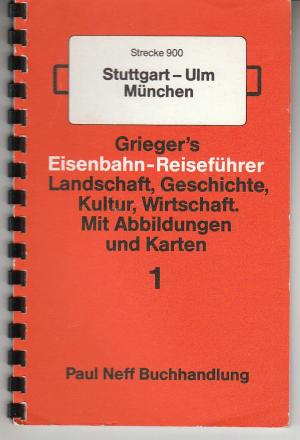 Strecke 900
Stuttgart – Ulm
München
Grieger's
Eisenbahn-Reiseführer
Landschaft, Geschichte,
Kultur, Wirtschaft.
Mit Abbildungen
und Karten
1
Paul Neff Buchhandlung